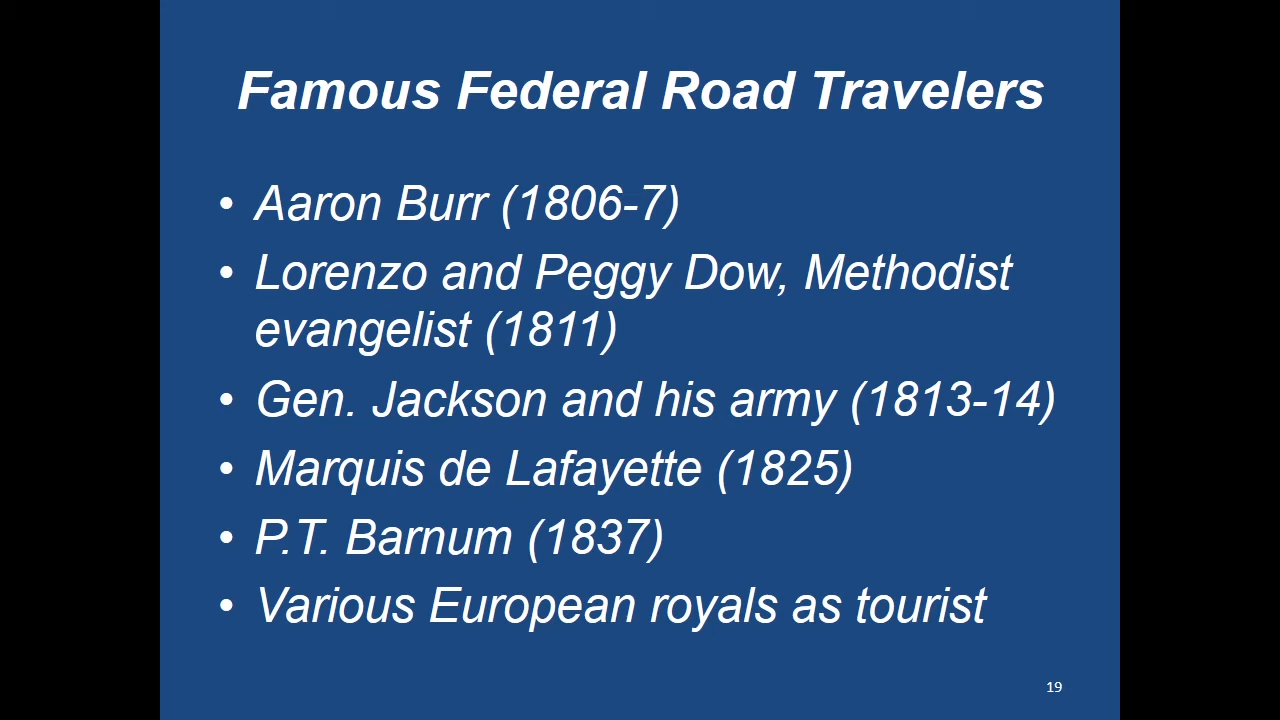 Famous Federal Road Travelers
• Aaron Burr (1806-7)
• Lorenzo and Peggy Dow, Methodist
evangelist (1811)
• Gen. Jackson and his army (1813-14)
• Marquis de Lafayette (1825)
• P.T. Barnum (1837)
• Various European royals as tourist
19